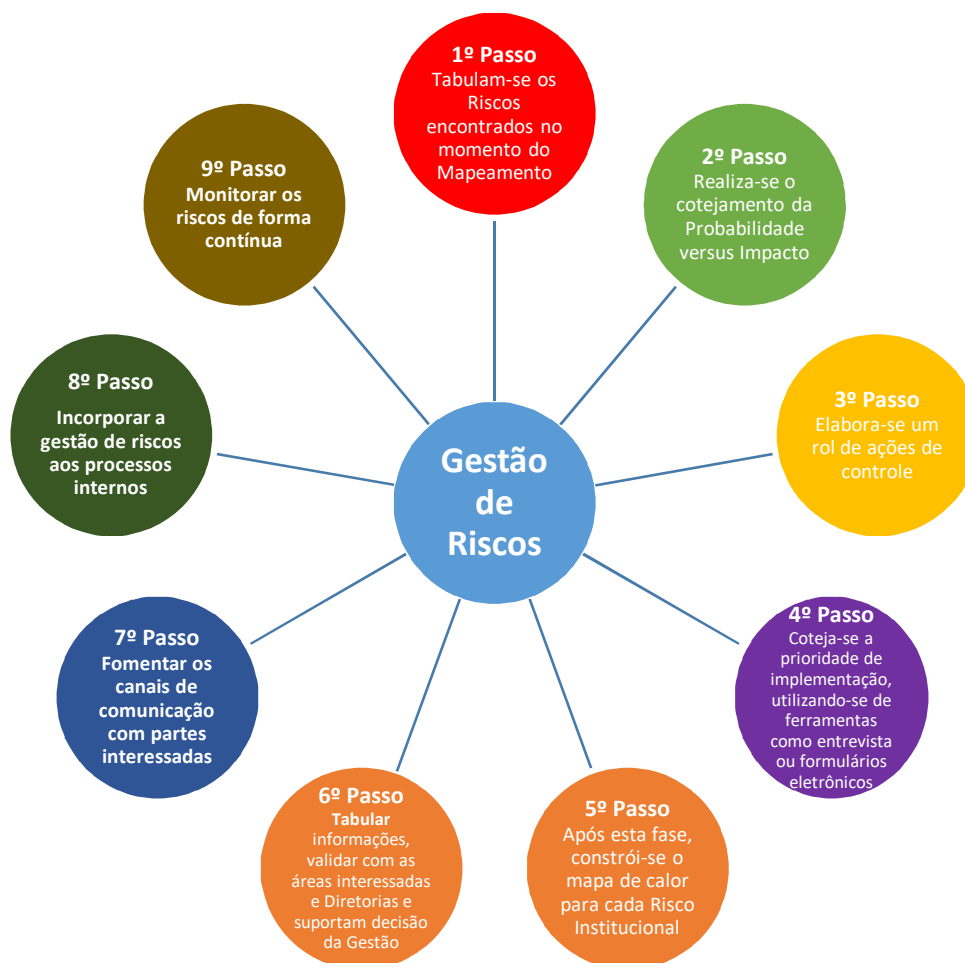 1º Passo
Tabulam-se os
Riscos
encontrados no
momento do
Mapeamento
2º Passo
Realiza-se o
cotejamento da
Probabilidade
versus Impacto
3º Passo
Elabora-se um
rol de ações de
controle
4º Passo
Coteja-se a
prioridade de
implementação,
utilizando-se de
ferramentas
como entrevista
ou formulários
eletrônicos
5º Passo
Após esta fase,
constrói-se o
mapa de calor
para cada Risco
Institucional
6º Passo
Tabular
informações,
validar com as
áreas interessadas
e Diretorias e
suportam decisão
da Gestão
7º Passo
Fomentar os
canais de
comunicação
com partes
interessadas
8º Passo
Incorporar a
gestão de riscos
aos processos
internos
9º Passo
Monitorar os
riscos de forma
contínua
Gestão
de
Riscos